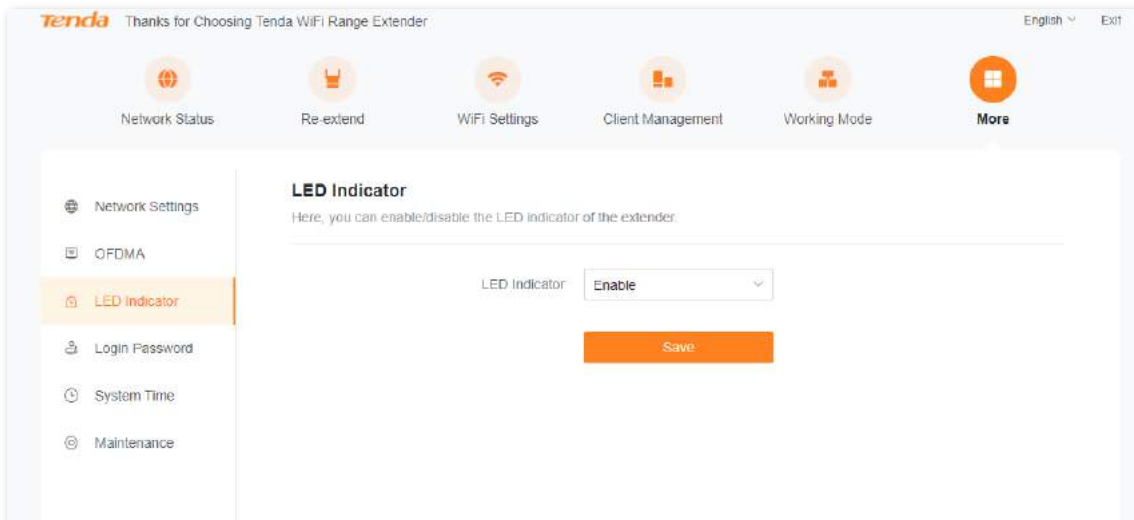 Tenda Thanks for Choosing Tenda WiFi Range Extender English Exit
Network Status Re-extend WiFi Settings Client Management Working Mode More
Network Settings
OFDMA
LED Indicator
Login Password
System Time
Maintenance
LED Indicator
Here, you can enable/disable the LED indicator of the extender.
LED Indicator Enable
Save